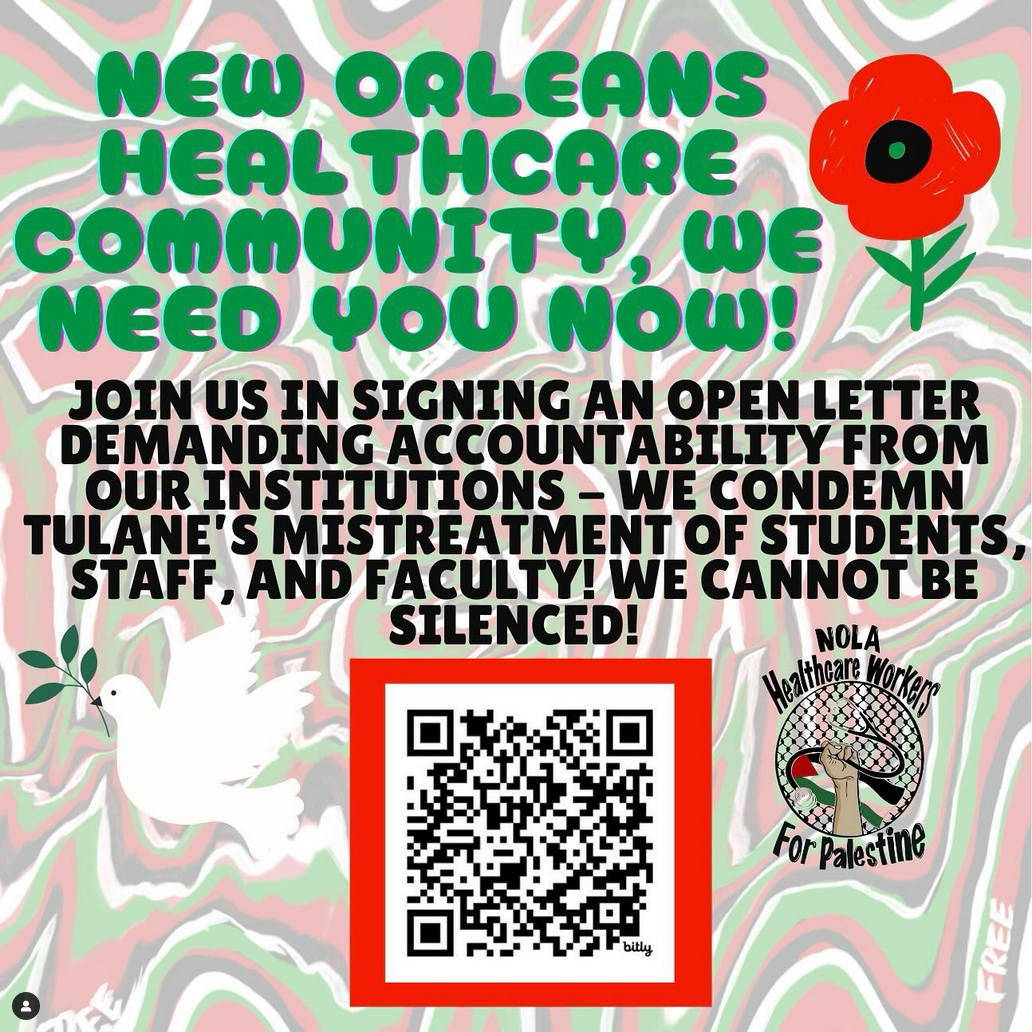 NEW ORLEANS
HEALTHCARE
COMMUNITY, WE
NEED YOU NOW!
JOIN US IN SIGNING AN OPEN LETTER
DEMANDING ACCOUNTABILITY FROM
OUR INSTITUTIONS – WE CONDEMN
TULANE'S MISTREATMENT OF STUDENTS,
STAFF, AND FACULTY! WE CANNOT BE
SILENCED!
NOLA
Healthcare Workers
For Palestine
bitly
FREE
FREE